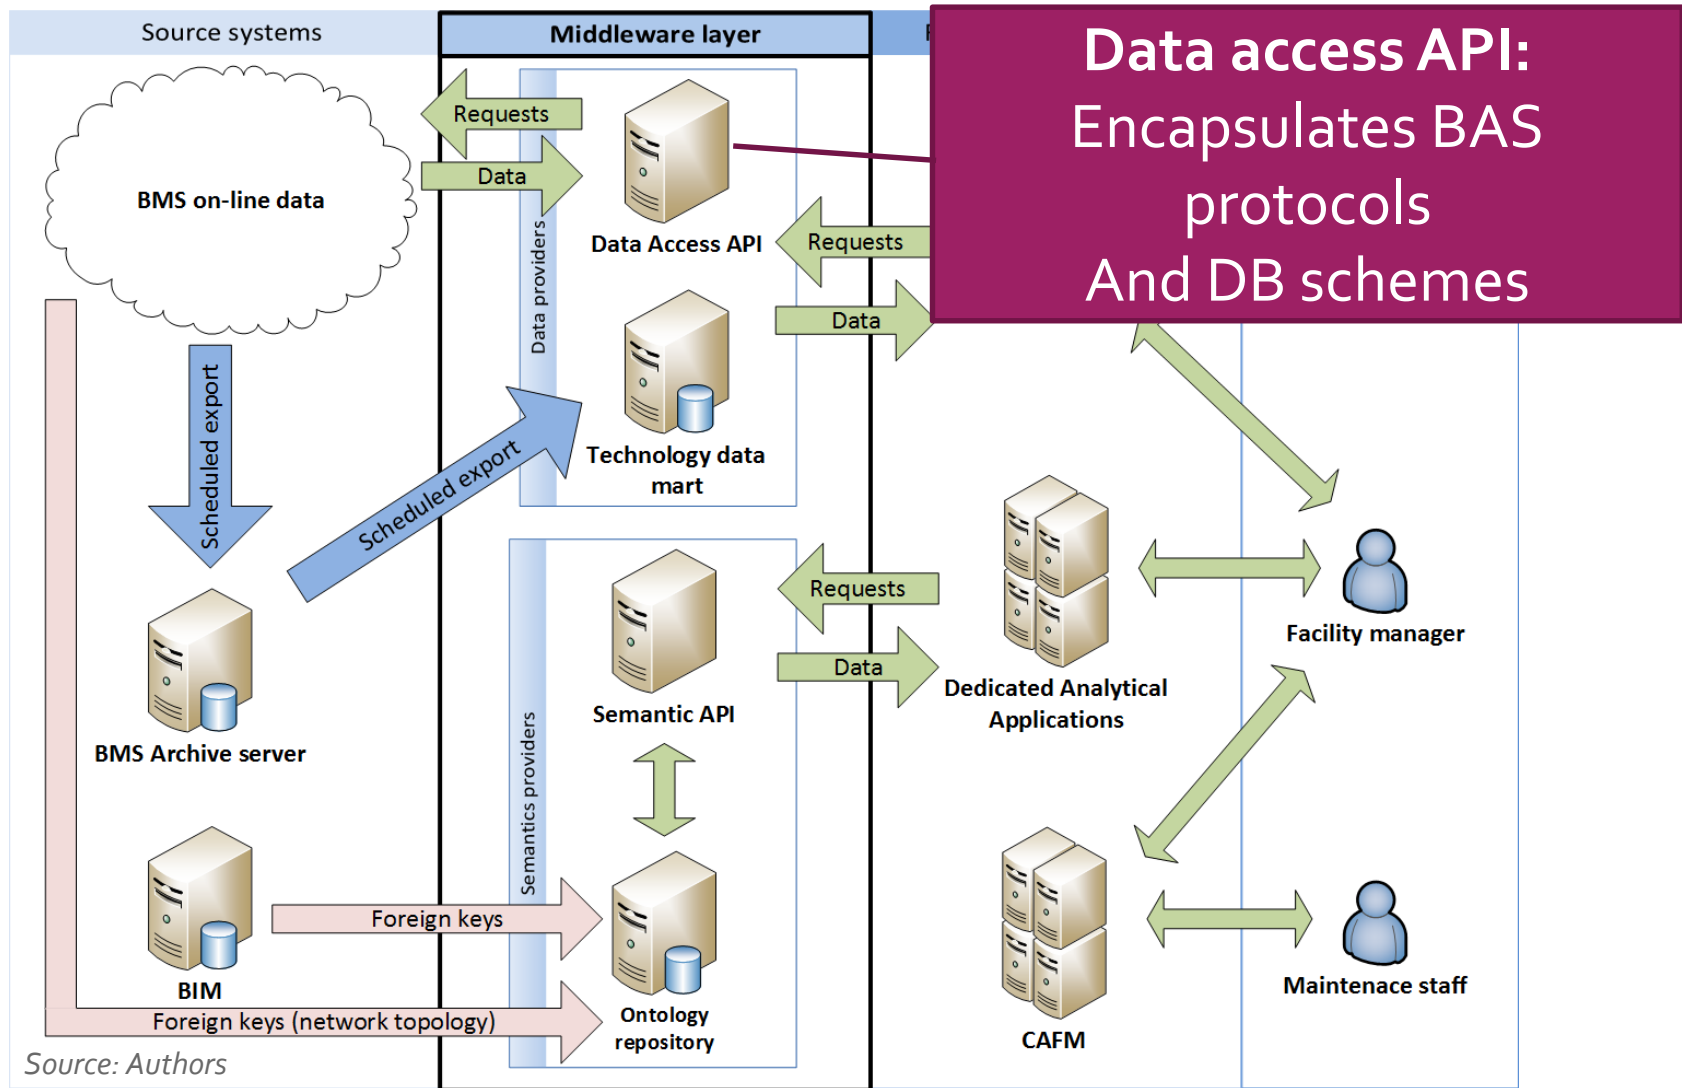 Source systems
Middleware layer
Data access API:
Encapsulates BAS
protocols
And DB schemes
Requests
Data
BMS on-line data
Data providers
Data Access API
Requests
Data
Technology data
mart
Scheduled export
Scheduled export
BMS Archive server
Semantics providers
Semantic API
Requests
Data
Dedicated Analytical
Applications
Facility manager
BIM
Foreign keys
Foreign keys (network topology)
Ontology
repository
CAFM
Maintenace staff
Source: Authors